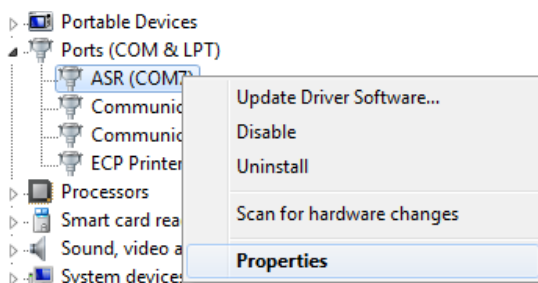 Portable Devices
Ports (COM & LPT)
ASR (COM7)
Communic
Communic
ECP Printer
Processors
Smart card rea
Sound, video a
System devices
Update Driver Software...
Disable
Uninstall
Scan for hardware changes
Properties